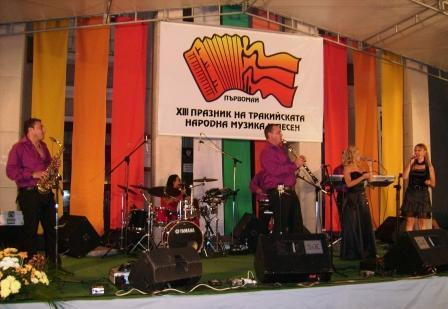 ПЪРВОМАЙ
XIII ПРАЗНИК НА ТРАКИЙСКАТА
НАРОДНА МУЗИКА И ПЕСЕН
YAMAHA